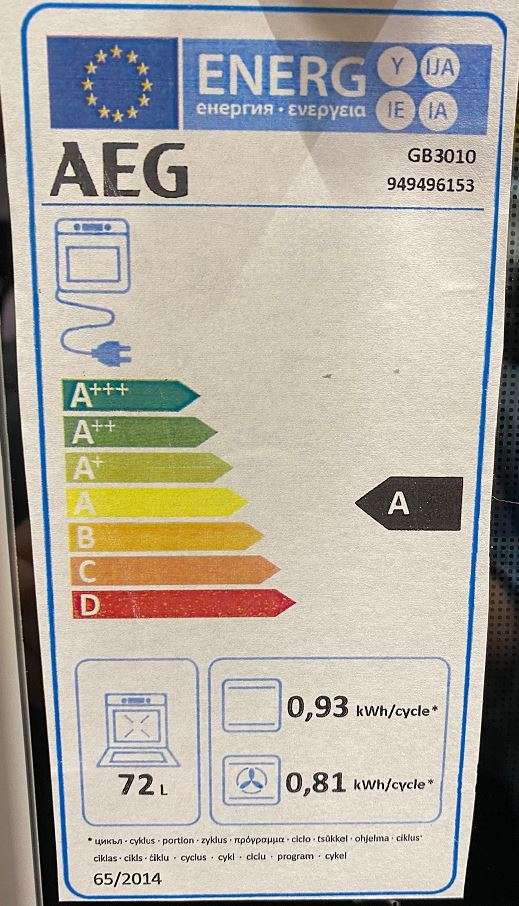 ENERG Y IJA
енергия · ενεργεια IE IA
AEG
GB3010
949496153
A+++
A++
A+
A
B
C
D
A
72 L
0,93 kWh/cycle*
0,81 kWh/cycle*
* цикъл · cyklus · portion · zyklus · πρόγραμμα · ciclo · tsükkel · ohjelma · ciklus
ciklas · cikls · ċiklu · cyclus · cykl · ciclu · program · cykel
65/2014